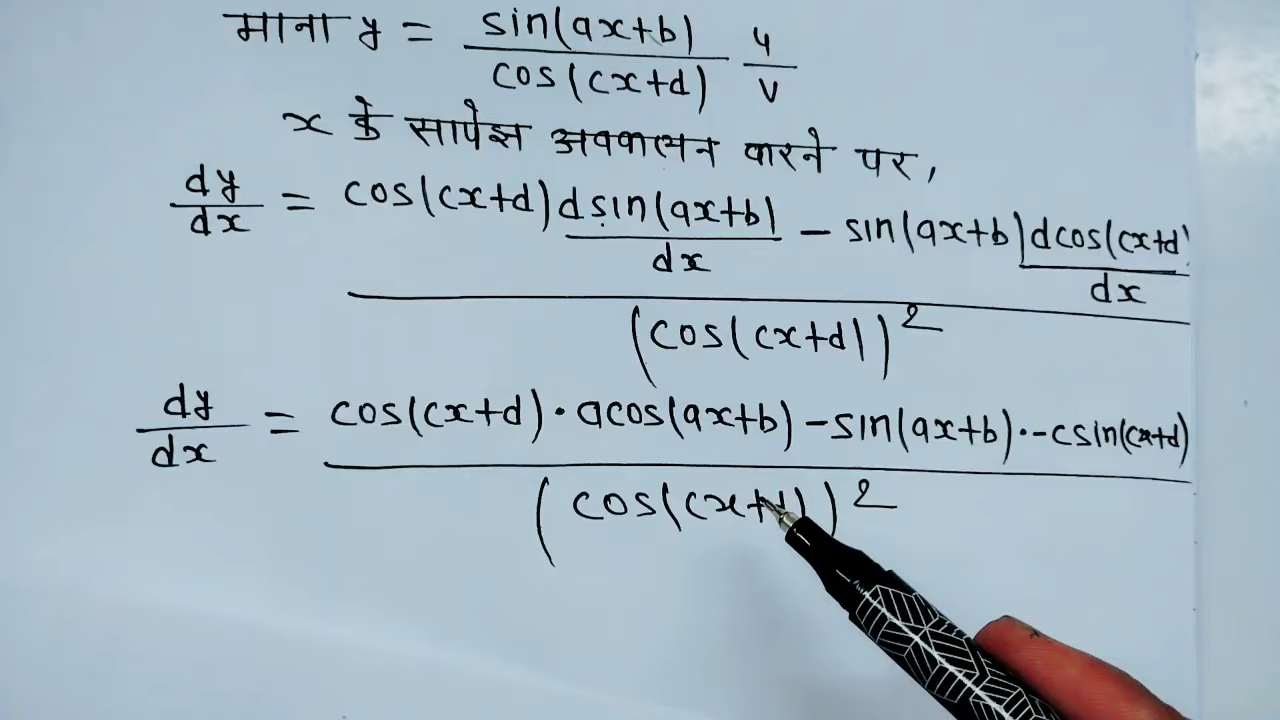 माना y = sin(ax+b) / cos(cx+d) u/v
x के सापेक्ष अवकलन करने पर,
dy/dx = cos(cx+d) d sin(ax+b)/dx - sin(ax+b) d cos(cx+d)/dx / (cos(cx+d))²
dy/dx = cos(cx+d) · a cos(ax+b) - sin(ax+b) · - c sin(cx+d) / (cos(cx+d))²